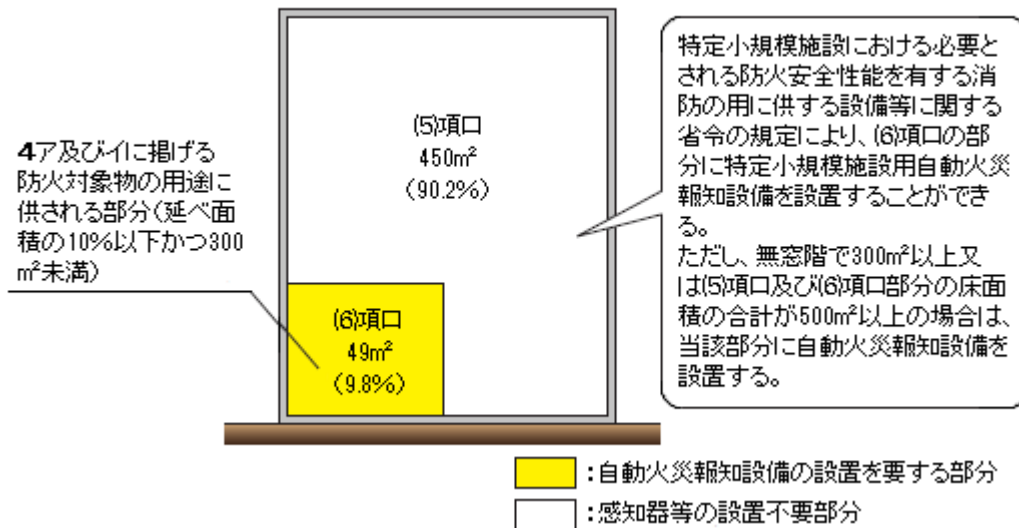 4ア及びイに掲げる
防火対象物の用途に
供される部分(延べ面
積の10%以下かつ300
㎡未満)
(5)項ロ
450m²
(90.2%)
(6)項ロ
49m²
(9.8%)
特定小規模施設における必要と
される防火安全性能を有する消
防の用に供する設備等に関する
省令の規定により、(6)項ロの部
分に特定小規模施設用自動火災
報知設備を設置することができ
る。
ただし、無窓階で300㎡以上又
は(5)項ロ及び(6)項ロ部分の床面
積の合計が500㎡以上の場合は、
当該部分に自動火災報知設備を
設置する。
:自動火災報知設備の設置を要する部分
:感知器等の設置不要部分